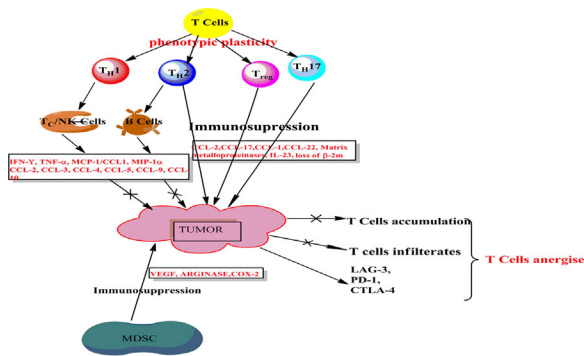 T Cells
phenotypic plasticity
TH1
TH2
Treg
TH17
TC/NK Cells
B Cells
Immunosupression
CCL-2,CCL-17,CCL-1,CCL-22, Matrix
metalloproteinases, IL-23, loss of β-2m
IFN-Y, TNF-α, MCP-1/CCL1, MIP-1α
CCL-2, CCL-3, CCL-4, CCL-5, CCL-9, CCL-
10
TUMOR
T Cells accumulation
T cells infilterates
LAG-3,
PD-1,
CTLA-4
T Cells anergise
VEGF, ARGINASE,COX-2
Immunosuppression
MDSC